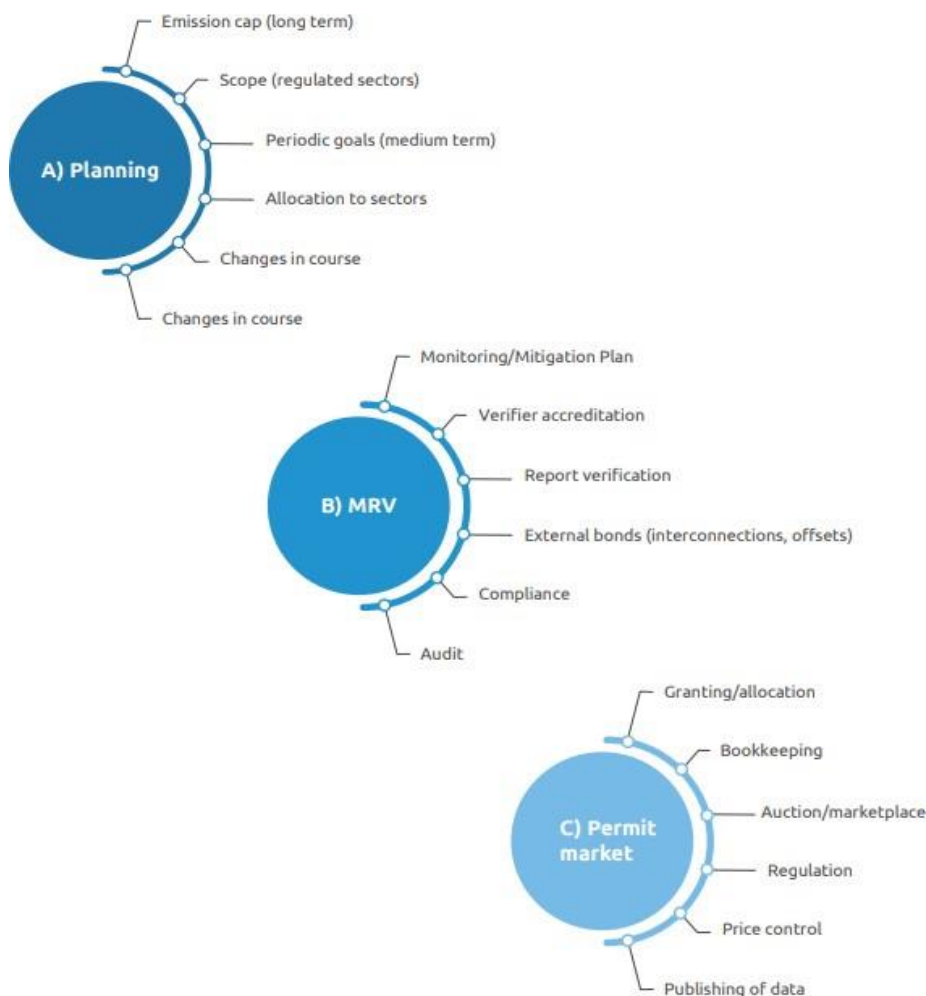 Emission cap (long term)
Scope (regulated sectors)
Periodic goals (medium term)
A) Planning
Allocation to sectors
Changes in course
Changes in course
Monitoring/Mitigation Plan
Verifier accreditation
Report verification
B) MRV
External bonds (interconnections, offsets)
Compliance
Audit
Granting/allocation
Bookkeeping
Auction/marketplace
C) Permit
market
Regulation
Price control
Publishing of data